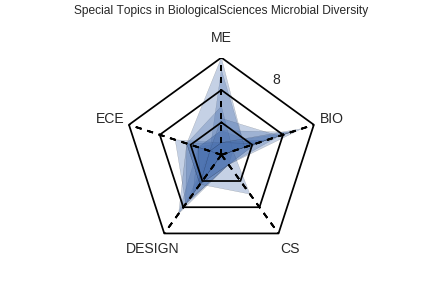 Special Topics in BiologicalSciences Microbial Diversity
ME
8
ECE
BIO
DESIGN
CS